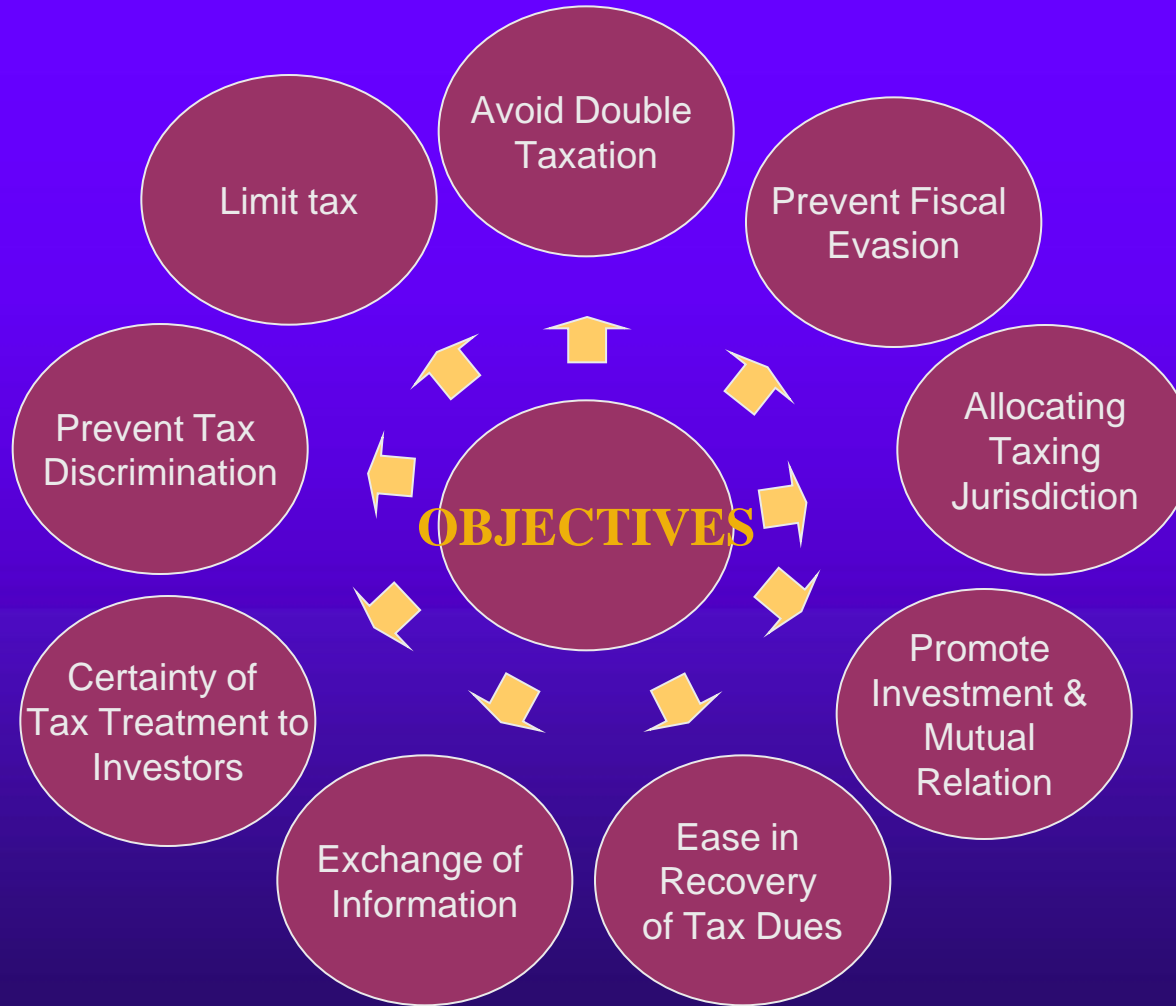 Avoid Double
Taxation
Limit tax
Prevent Fiscal
Evasion
Allocating
Taxing
Jurisdiction
Prevent Tax
Discrimination
OBJECTIVES
Promote
Investment &
Mutual
Relation
Certainty of
Tax Treatment to
Investors
Ease in
Recovery
of Tax Dues
Exchange of
Information